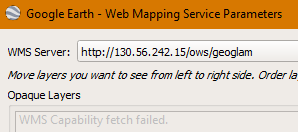 Google Earth - Web Mapping Service Parameters
WMS Server: http://130.56.242.15/ows/geoglam
Move layers you want to see from left to right side. Order lay
Opaque Layers
WMS Capability fetch failed.